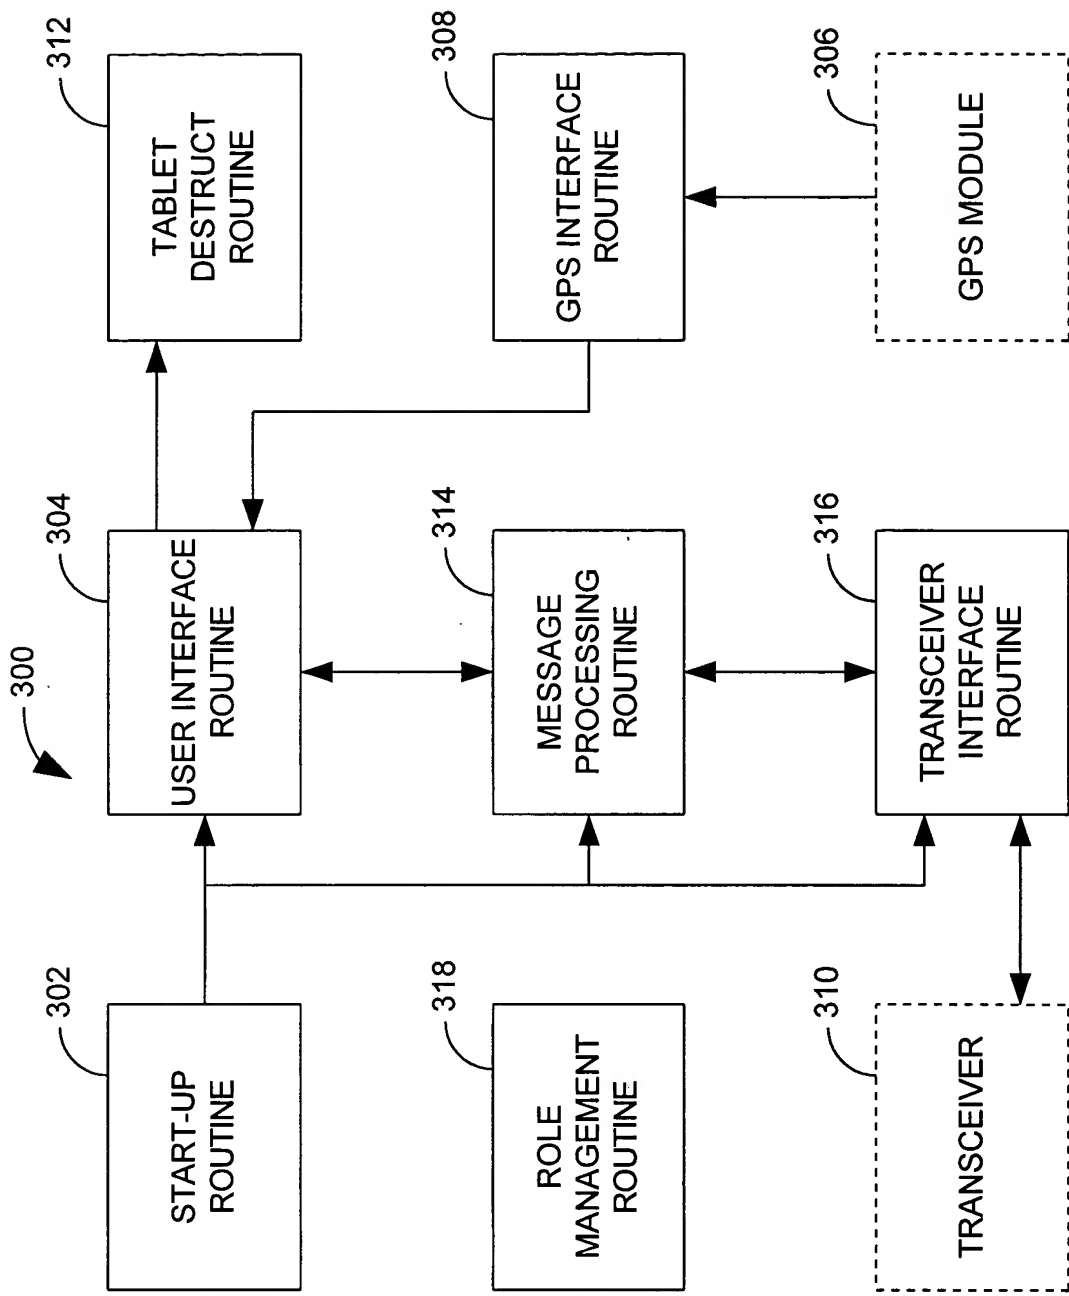 300
302
START-UP
ROUTINE
304
USER INTERFACE
ROUTINE
312
TABLET
DESTRUCT
ROUTINE
318
ROLE
MANAGEMENT
ROUTINE
314
MESSAGE
PROCESSING
ROUTINE
308
GPS INTERFACE
ROUTINE
310
TRANSCEIVER
316
TRANSCEIVER
INTERFACE
ROUTINE
306
GPS MODULE